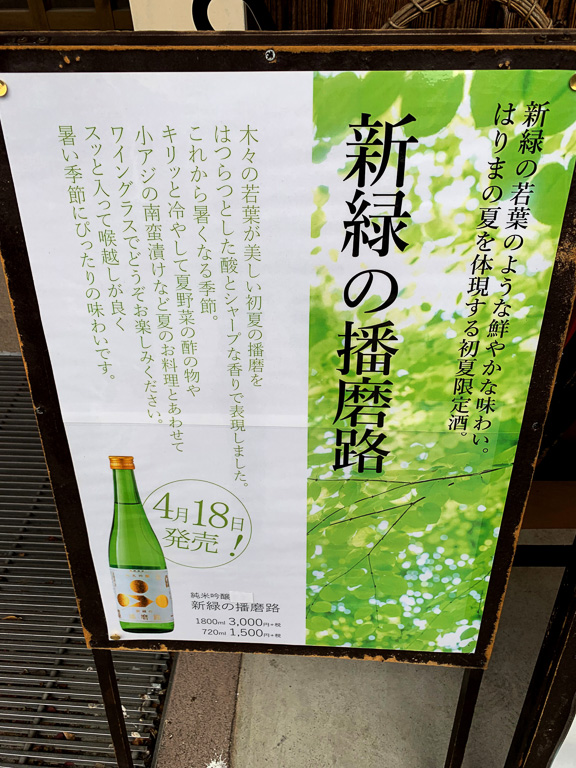 新緑の若葉のような鮮やかな味わい。
はりまの夏を体現する初夏限定酒。
新緑の播磨路
木々の若葉が美しい初夏の播磨を
はつらつとした酸とシャープな香りで表現しました。
これから暑くなる季節。
キリッと冷やして夏野菜の酢の物や
小アジの南蛮漬けなど夏のお料理とあわせて
ワイングラスでどうぞお楽しみください。
スッと入って喉越しが良く
暑い季節にぴったりの味わいです。
4月18日
発売!
純米吟醸
新緑の播磨路
1800ml 3,000円+税
720ml 1,500円+税